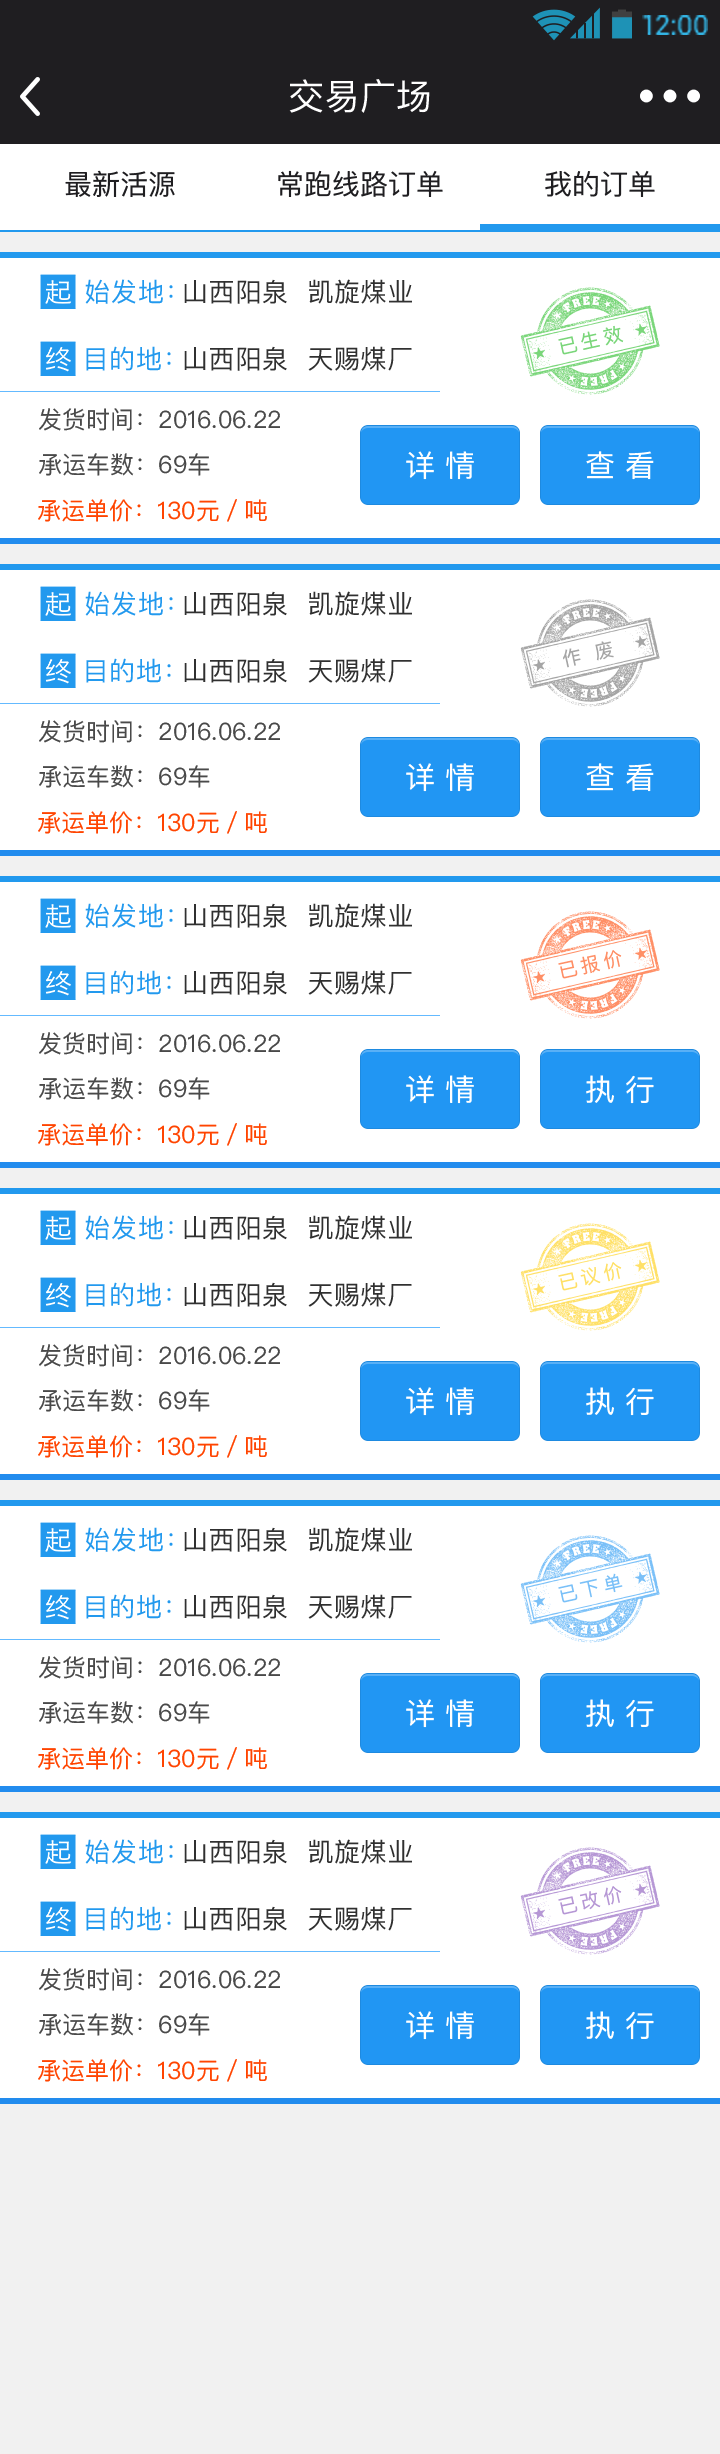 12:00
交易广场
最新活源 常跑线路订单 我的订单
起 始发地：山西阳泉 凯旋煤业
FREE
已生效
FREE
终 目的地：山西阳泉 天赐煤厂
发货时间：2016.06.22
承运车数：69车
详情 查看
承运单价：130元 / 吨
起 始发地：山西阳泉 凯旋煤业
FREE
作废
FREE
终 目的地：山西阳泉 天赐煤厂
发货时间：2016.06.22
承运车数：69车
详情 查看
承运单价：130元 / 吨
起 始发地：山西阳泉 凯旋煤业
FREE
已报价
FREE
终 目的地：山西阳泉 天赐煤厂
发货时间：2016.06.22
承运车数：69车
详情 执行
承运单价：130元 / 吨
起 始发地：山西阳泉 凯旋煤业
FREE
已议价
FREE
终 目的地：山西阳泉 天赐煤厂
发货时间：2016.06.22
承运车数：69车
详情 执行
承运单价：130元 / 吨
起 始发地：山西阳泉 凯旋煤业
FREE
已下单
FREE
终 目的地：山西阳泉 天赐煤厂
发货时间：2016.06.22
承运车数：69车
详情 执行
承运单价：130元 / 吨
起 始发地：山西阳泉 凯旋煤业
FREE
已改价
FREE
终 目的地：山西阳泉 天赐煤厂
发货时间：2016.06.22
承运车数：69车
详情 执行
承运单价：130元 / 吨